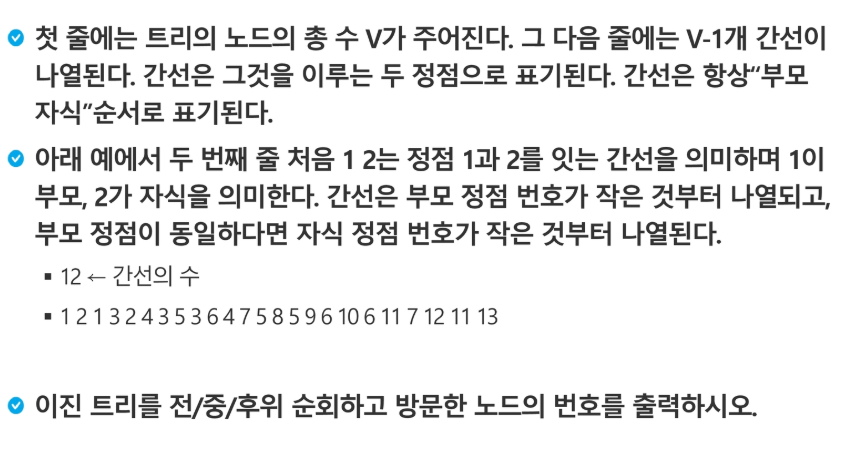 첫 줄에는 트리의 노드의 총 수 V가 주어진다. 그 다음 줄에는 V-1개 간선이
나열된다. 간선은 그것을 이루는 두 정점으로 표기된다. 간선은 항상“부모
자식”순서로 표기된다.
아래 예에서 두 번째 줄 처음 1 2는 정점 1과 2를 잇는 간선을 의미하며 1이
부모, 2가 자식을 의미한다. 간선은 부모 정점 번호가 작은 것부터 나열되고,
부모 정점이 동일하다면 자식 정점 번호가 작은 것부터 나열된다.
▪ 12 ← 간선의 수
▪ 1 2 1 3 2 4 3 5 3 6 4 7 5 8 5 9 6 10 6 11 7 12 11 13
이진 트리를 전/중/후위 순회하고 방문한 노드의 번호를 출력하시오.